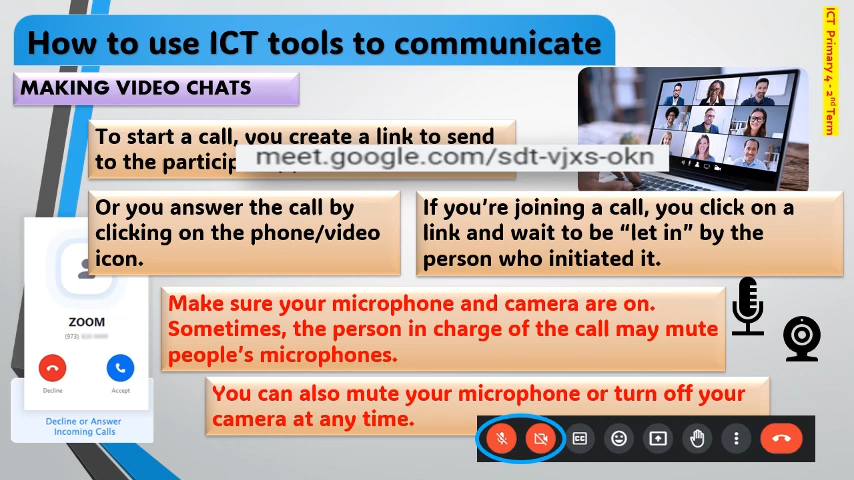 How to use ICT tools to communicate
ICT Primary 4 - 2nd Term
MAKING VIDEO CHATS
To start a call, you create a link to send
to the
meet.google.com/sdt-vjxs-okn
Or you answer the call by
clicking on the phone/video
icon.
If you're joining a call, you click on a
link and wait to be “let in” by the
person who initiated it.
ZOOM
(973)
Decline
Accept
Decline or Answer
Incoming Calls
Make sure your microphone and camera are on.
Sometimes, the person in charge of the call may mute
people's microphones.
You can also mute your microphone or turn off your
camera at any time.
CC